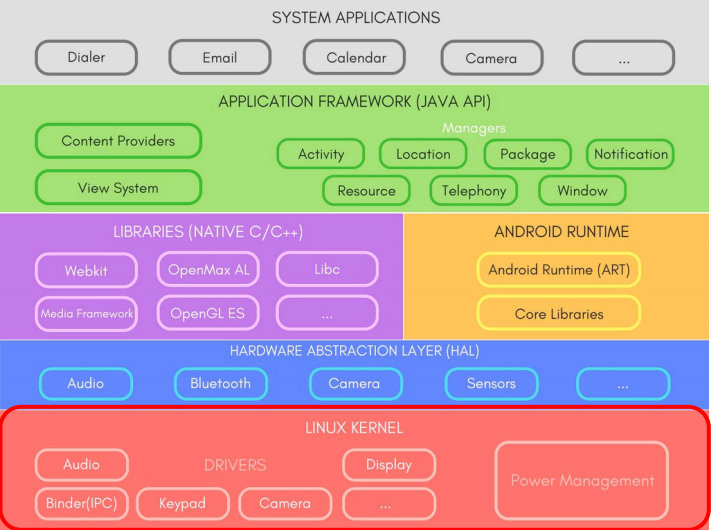 SYSTEM APPLICATIONS
Dialer
Email
Calendar
Camera
...
APPLICATION FRAMEWORK (JAVA API)
Content Providers
View System
Managers
Activity
Location
Package
Notification
Resource
Telephony
Window
LIBRARIES (NATIVE C/C++)
Webkit
OpenMax AL
Libc
Media Framework
OpenGL ES
...
ANDROID RUNTIME
Android Runtime (ART)
Core Libraries
HARDWARE ABSTRACTION LAYER (HAL)
Audio
Bluetooth
Camera
Sensors
...
LINUX KERNEL
Audio
DRIVERS
Display
Binder(IPC)
Keypad
Camera
...
Power Management